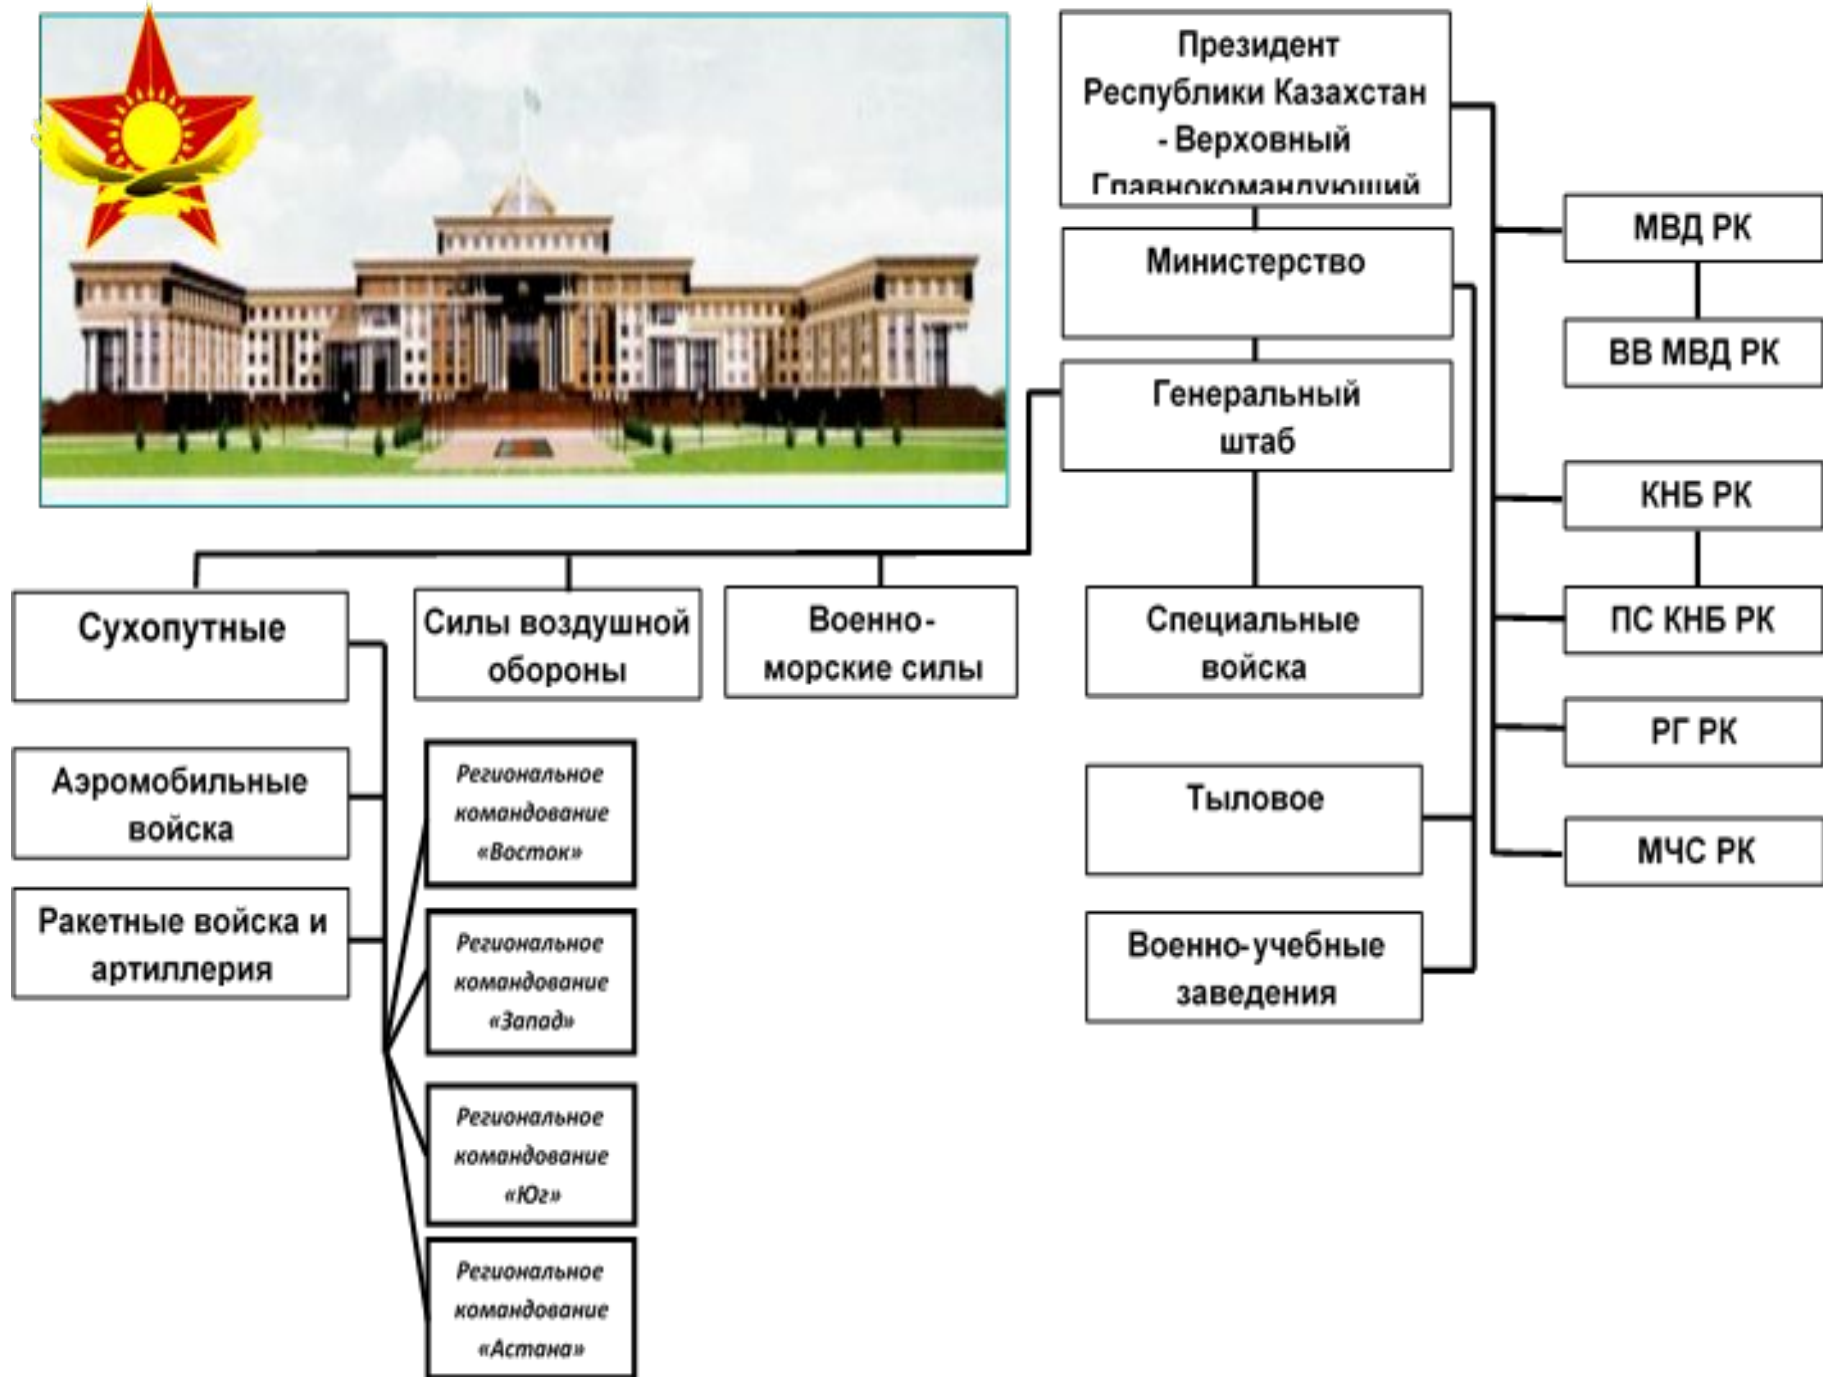 Президент
Республики Казахстан
- Верховный
Главнокомандующий
Министерство
Генеральный
штаб
МВД РК
ВВ МВД РК
КНБ РК
ПС КНБ РК
РГ РК
МЧС РК
Сухопутные
Силы воздушной
обороны
Военно-
морские силы
Специальные
войска
Аэромобильные
войска
Ракетные войска и
артиллерия
Региональное
командование
«Восток»
Региональное
командование
«Запад»
Региональное
командование
«Юг»
Региональное
командование
«Астана»
Тыловое
Военно-учебные
заведения